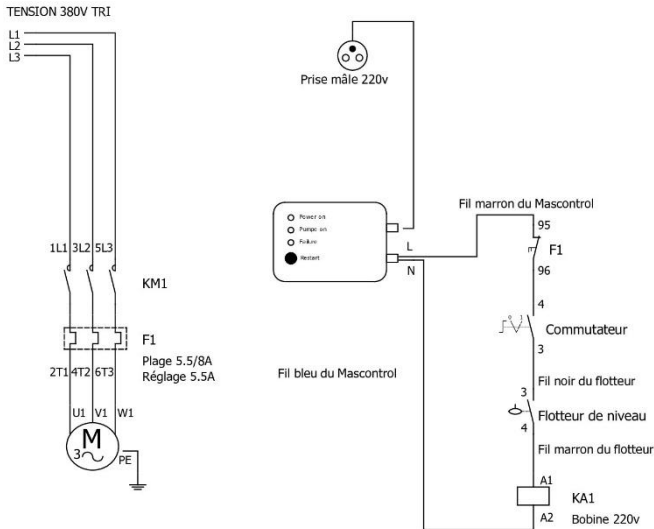 TENSION 380V TRI
L1
L2
L3
Prise mâle 220v
Power on
Pumpe on
Failure
Restart
L
N
Fil marron du Mascontrol
95
F1
96
1L1 3L2 5L3
KM1
4
0 1
Commutateur
3
F1
Plage 5.5/8A
Réglage 5.5A
2T1 4T2 6T3
Fil bleu du Mascontrol
Fil noir du flotteur
3
Flotteur de niveau
4
U1 V1 W1
M
3
PE
Fil marron du flotteur
A1
KA1
A2
Bobine 220v